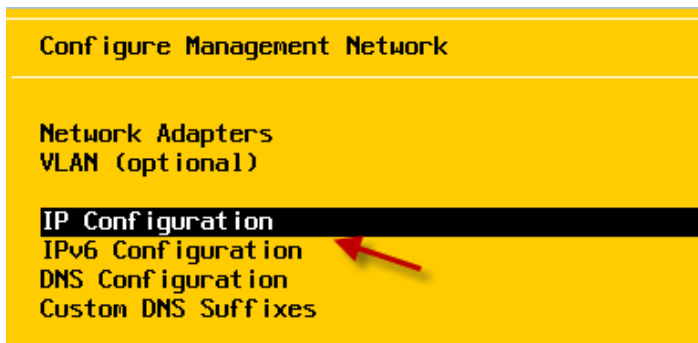 Configure Management Network
Network Adapters
VLAN (optional)
IP Configuration
IPv6 Configuration
DNS Configuration
Custom DNS Suffixes